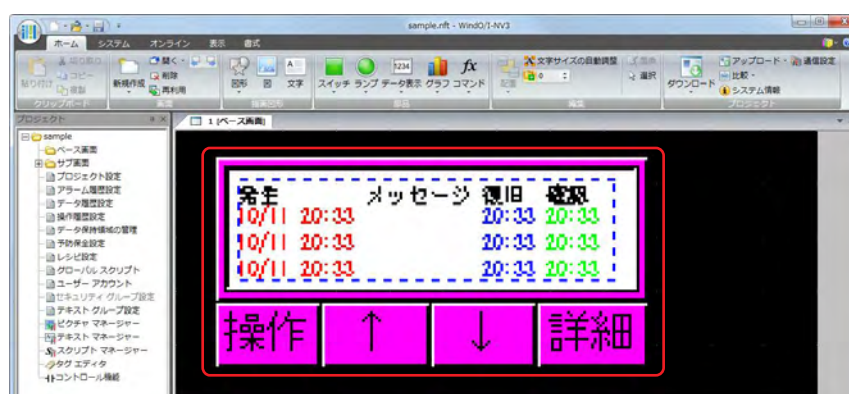 sample.nft - WindO/I-NV3
ホーム システム オンライン 表示 書式
貼り付け
切り取り
コピー
複製
クリップボード
新規作成
開く
削除
再利用
画面
図形
図
A
文字
描画図形
スイッチ
ランプ
1234
データ表示
グラフ
fx
コマンド
部品
配置
文字サイズの自動調整
0
選択
編集
ダウンロード
アップロード
比較
システム情報
通信設定
プロジェクト
プロジェクト
1 [ベース画面]
sample
ベース画面
サブ画面
プロジェクト設定
アラーム履歴設定
データ履歴設定
操作履歴設定
データ保持領域の管理
予防保全設定
レシピ設定
グローバル スクリプト
ユーザー アカウント
セキュリティ グループ設定
テキスト グループ設定
ピクチャ マネージャー
テキスト マネージャー
スクリプト マネージャー
タグ エディタ
コントロール機能
発生 メッセージ 復旧 確認
10/11 20:33 20:33 20:33
10/11 20:33 20:33 20:33
10/11 20:33 20:33 20:33
操作 ↑ ↓ 詳細